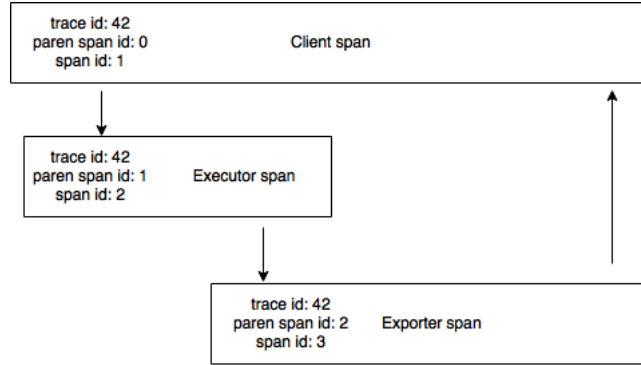 trace id: 42
paren span id: 0
span id: 1
Client span
trace id: 42
paren span id: 1
span id: 2
Executor span
trace id: 42
paren span id: 2
span id: 3
Exporter span